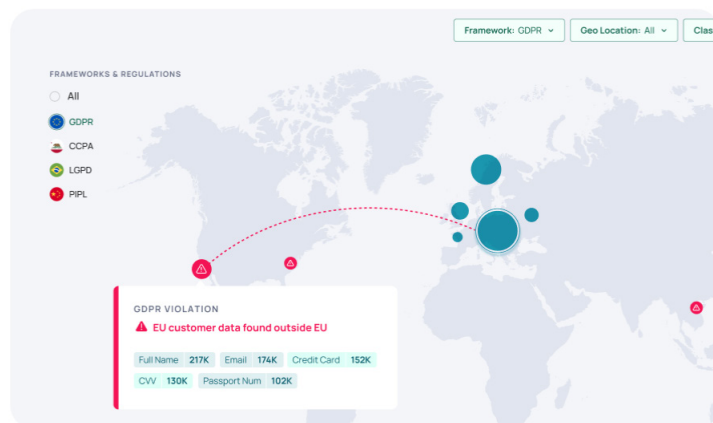 Framework: GDPR
Geo Location: All
Clas
FRAMEWORKS & REGULATIONS
All
GDPR
CCPA
LGPD
PIPL
GDPR VIOLATION
EU customer data found outside EU
Full Name 217K Email 174K Credit Card 152K
CVV 130K Passport Num 102K